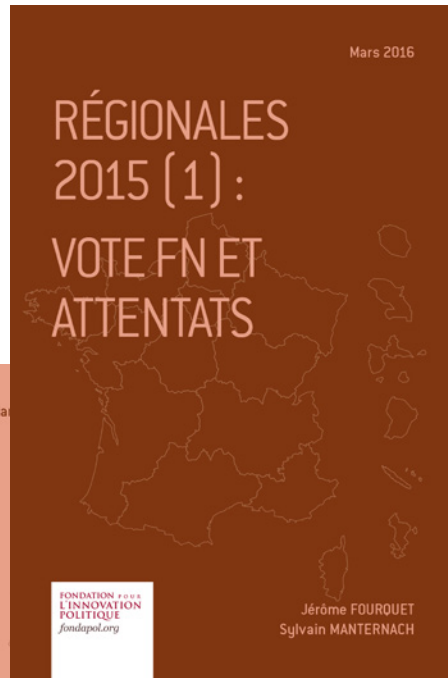 Mars 2016
RÉGIONALES
2015 (1) :
VOTE FN ET
ATTENTATS
FONDATION POUR
L'INNOVATION
POLITIQUE
fondapol.org
Jérôme FOURQUET
Sylvain MANTERNACH